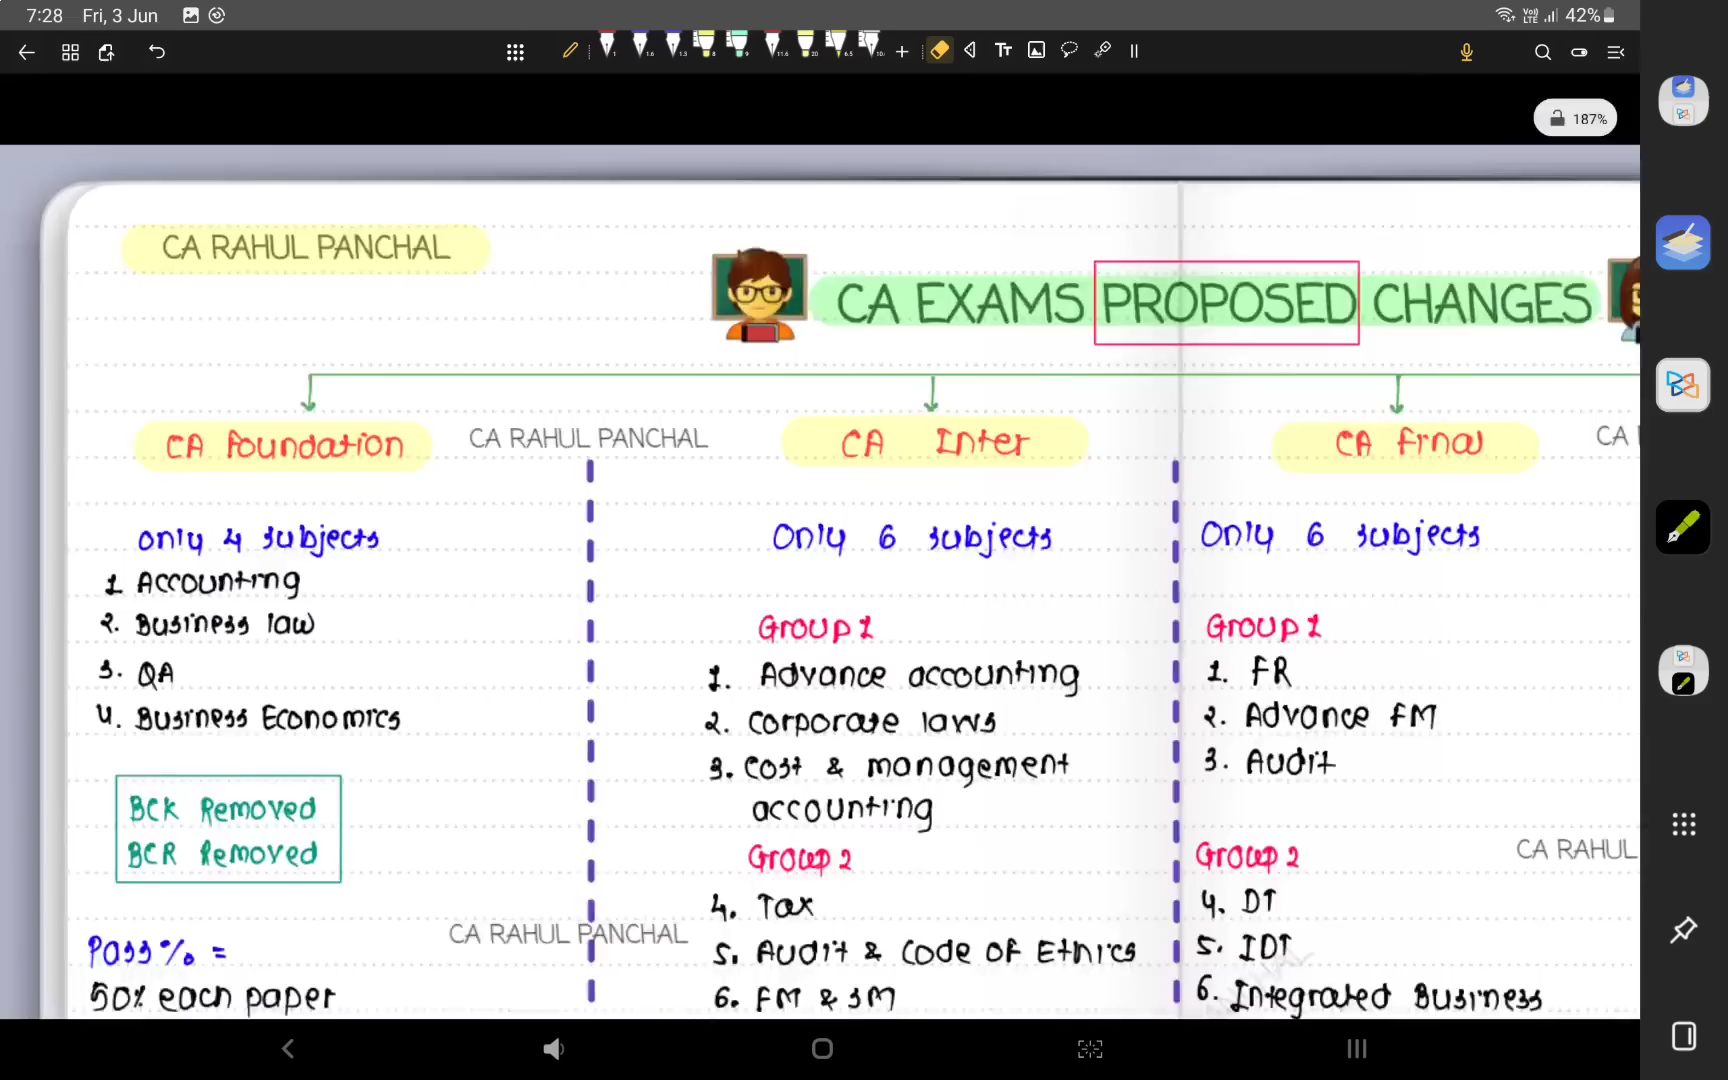 7:28 Fri, 3 Jun
42%
187%
CA RAHUL PANCHAL
CA EXAMS PROPOSED CHANGES
CA Foundation
CA RAHUL PANCHAL
CA Inter
CA Final
CA
Only 4 subjects
1. Accounting
2. Business law
3. QA
4. Business Economics
BCK Removed
BCR Removed
CA RAHUL PANCHAL
Pass % =
50% each paper
Only 6 subjects
Group 1
1. Advance accounting
2. Corporate laws
3. Cost & management
accounting
Group 2
4. Tax
5. Audit & Code of Ethics
6. FM & SM
Only 6 subjects
Group 1
1. FR
2. Advance FM
3. Audit
CA RAHUL
Group 2
4. DT
5. IDT
6. Integrated Business